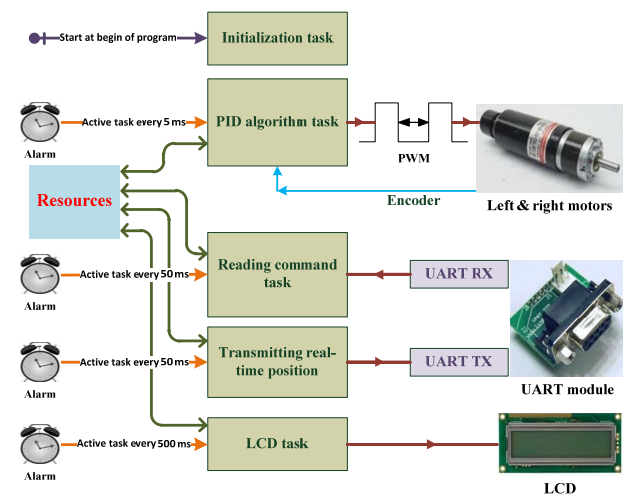 Start at begin of program
Initialization task
Active task every 5 ms
PID algorithm task
Alarm
PWM
Resources
Encoder
Left & right motors
Active task every 50 ms
Reading command
task
UART RX
Alarm
Active task every 50 ms
Transmitting real-
time position
UART TX
UART module
Alarm
Active task every 500 ms
LCD task
Alarm
LCD